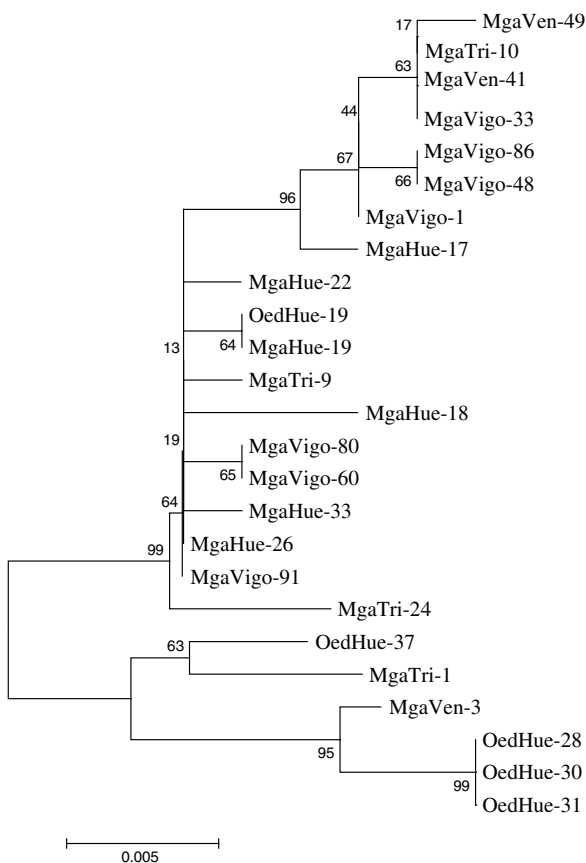 17
MgaVen-49
MgaTri-10
63
MgaVen-41
44
MgaVigo-33
MgaVigo-86
67
66
MgaVigo-48
96
MgaVigo-1
MgaHue-17
MgaHue-22
OedHue-19
13
64
MgaHue-19
MgaTri-9
MgaHue-18
19
MgaVigo-80
65
MgaVigo-60
64
MgaHue-33
99
MgaHue-26
MgaVigo-91
MgaTri-24
63
OedHue-37
MgaTri-1
MgaVen-3
95
OedHue-28
OedHue-30
99
OedHue-31
0.005